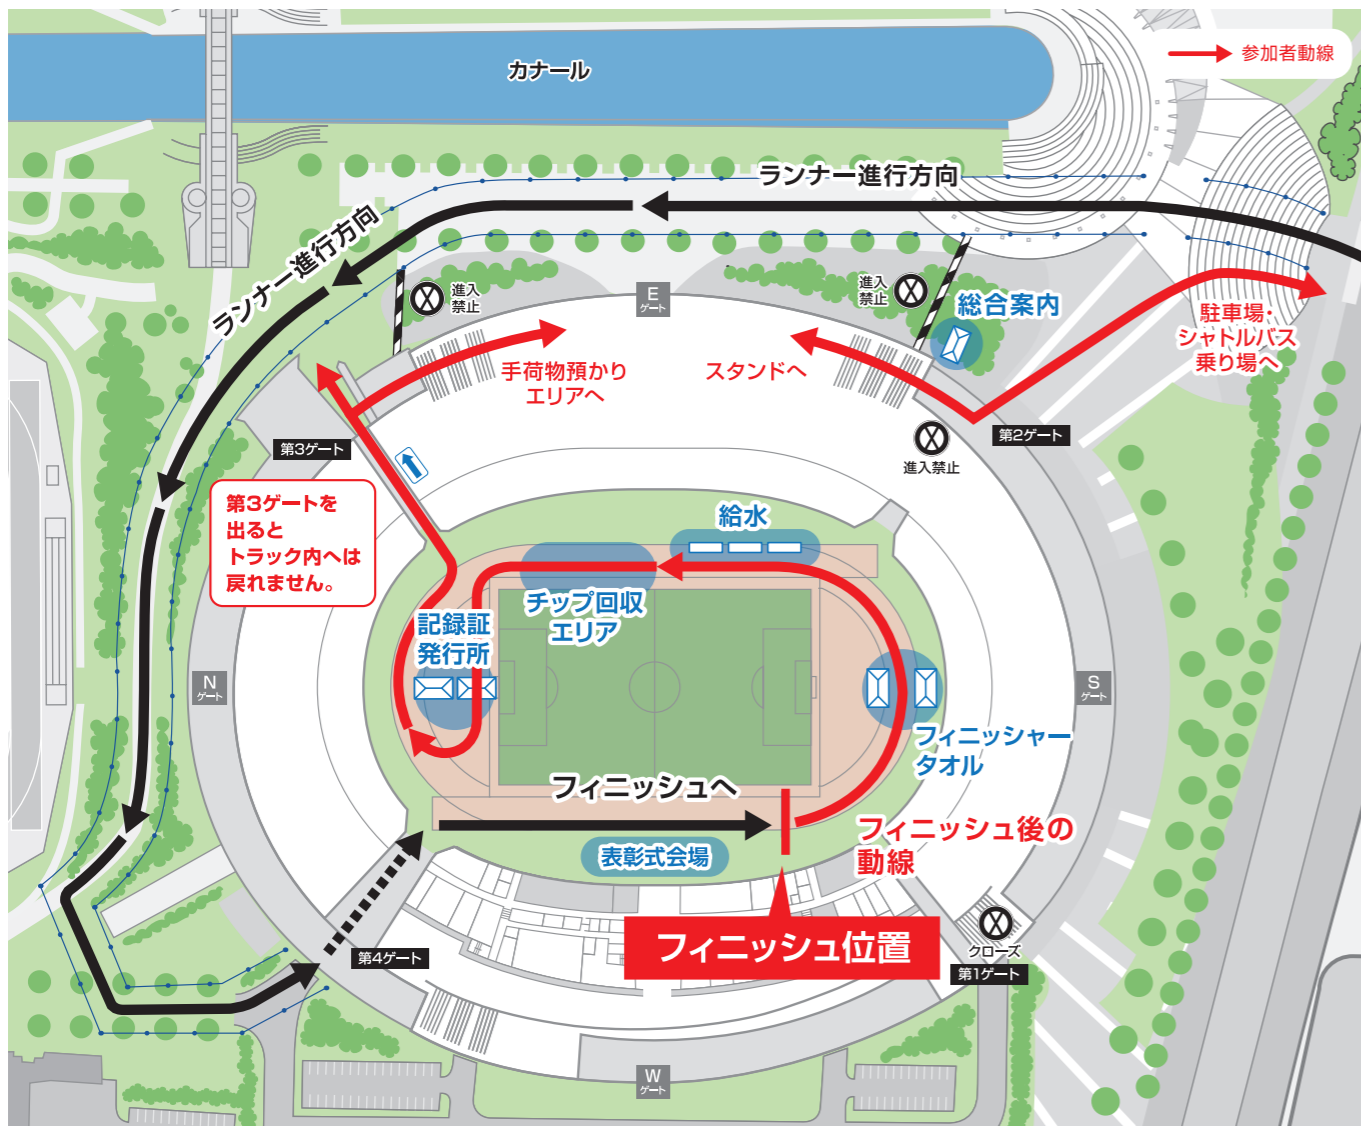 カナール
参加者動線
ランナー進行方向
ランナー進行方向
進入
禁止
E
ゲート
進入
禁止
総合案内
駐車場・
シャトルバス
乗り場へ
手荷物預かり
エリアへ
スタンドへ
第3ゲート
第2ゲート
進入禁止
第3ゲートを
出ると
トラック内へは
戻れません。
給水
チップ回収
エリア
記録証
発行所
N
ゲート
S
ゲート
フィニッシャー
タオル
フィニッシュへ
フィニッシュ後の
動線
表彰式会場
フィニッシュ位置
第4ゲート
クローズ
第1ゲート
W
ゲート